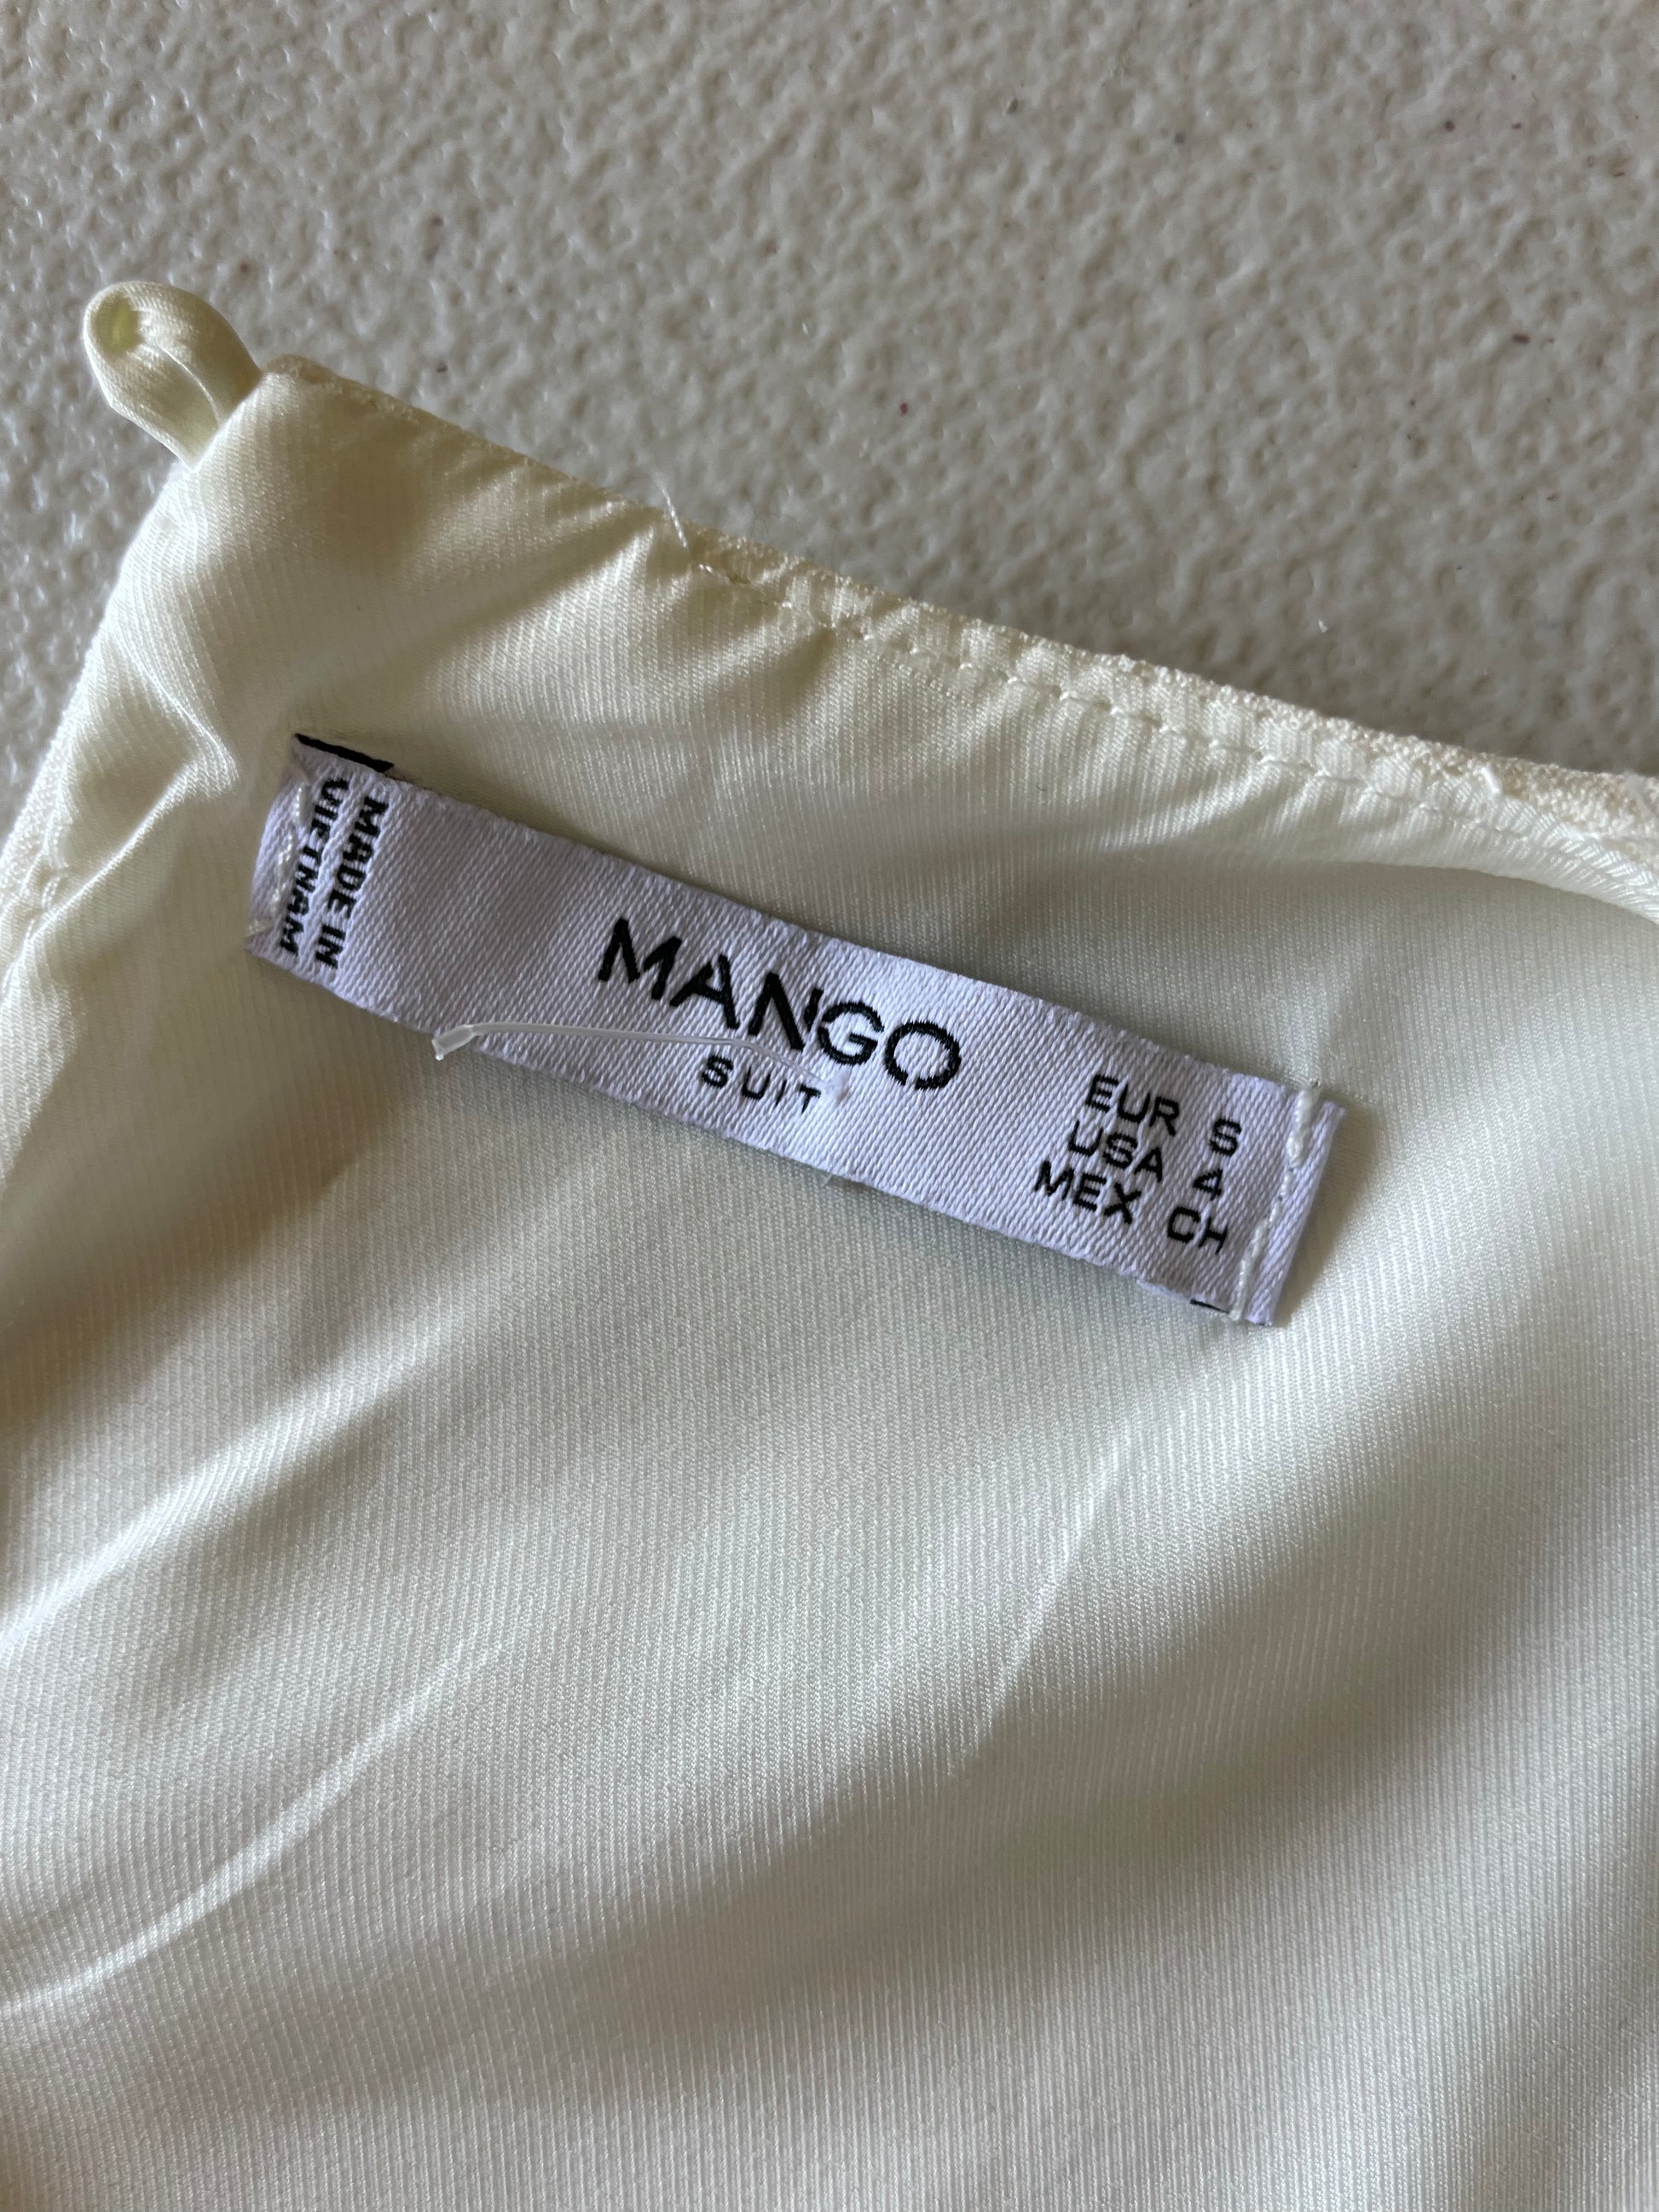 MADE IN
VIETNAM
MANGO
SUIT
EUR S
USA 4
MEX CH